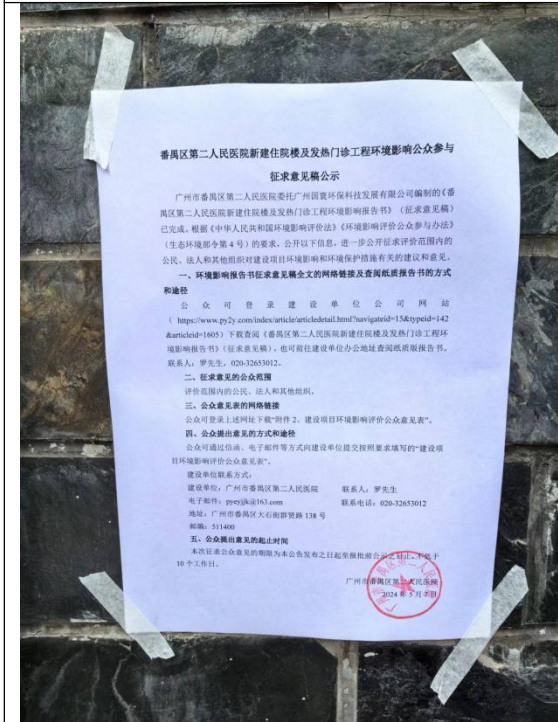 番禺区第二人民医院新建住院楼及发热门诊工程环境影响公众参与
征求意见稿公示
广州市番禺区第二人民医院委托广州国寰环保科技发展有限公司编制的《番
禺区第二人民医院新建住院楼及发热门诊工程环境影响报告书》（征求意见稿）
已完成。根据《中华人民共和国环境影响评价法》《环境影响评价公众参与办法》
（生态环境部令第4号）的要求，公开以下信息，进一步公开征求评价范围内的
公民、法人和其他组织对建设项目环境影响和环境保护措施有关的建议和意见。
一、环境影响报告书征求意见稿全文的网络链接及查阅纸质报告书的方式
和途径
公众可登录建设单位公司网站
（https://www.py2y.com/index/article/articledetail.html?navigateid=15&typeid=142
&articleid=1605）下载查阅《番禺区第二人民医院新建住院楼及发热门诊工程环
境影响报告书》（征求意见稿），也可前往建设单位办公地址查阅纸质版报告书。
联系人：罗先生，020-32653012。
二、征求意见的公众范围
评价范围内的公民、法人和其他组织。
三、公众意见表的网络链接
公众可登录上述网址下载“附件2、建设项目环境影响评价公众意见表”。
四、公众提出意见的方式和途径
公众可通过信函、电子邮件等方式向建设单位提交按照要求填写的“建设项
目环境影响评价公众意见表”。
建设单位联系方式：
建设单位：广州市番禺区第二人民医院 联系人：罗先生
电子邮件：pyeyjjk@163.com 联系电话：020-32653012
地址：广州市番禺区大石街群贤路138号
邮编：511400
五、公众提出意见的起止时间
本次征求公众意见的期限为本公告发布之日起至报批前公示之日止，不低于
10个工作日。
广州市番禺区第二人民医院
2024年5月7日